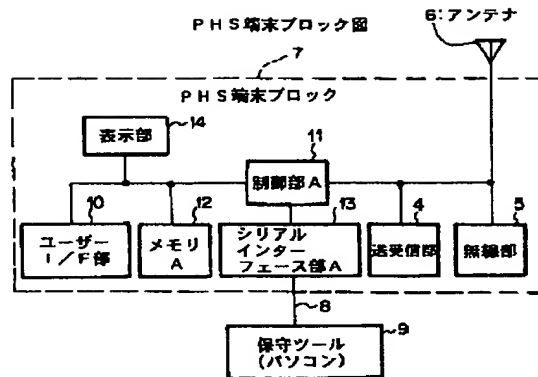 PHS端末ブロック図
6:アンテナ
7
PHS端末ブロック
表示部
14
11
制御部A
10
ユーザー
I/F部
12
メモリ
A
13
シリアル
インター
フェース部A
4
送受信部
5
無線部
8
9
保守ツール
(パソコン)